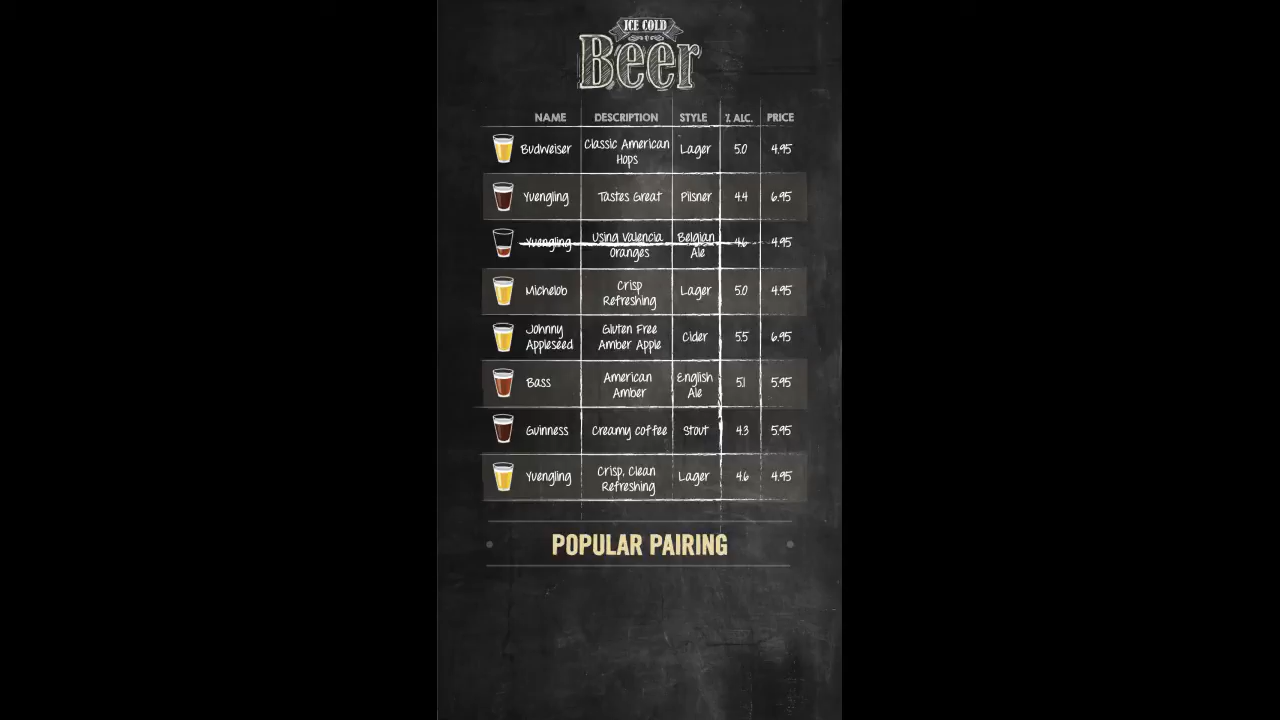 ICE COLD
Beer
NAME DESCRIPTION STYLE % ALC. PRICE
Budweiser Classic American Hops Lager 5.0 4.95
Yuengling Tastes Great Pilsner 4.4 6.95
Yuengling Using Valencia Oranges Belgian Ale 4.6 4.95
Michelob Crisp Refreshing Lager 5.0 4.95
Johnny Appleseed Gluten Free Amber Apple Cider 5.5 6.95
Bass American Amber English Ale 5.1 5.95
Guinness Creamy coffee Stout 4.3 5.95
Yuengling Crisp, Clean Refreshing Lager 4.6 4.95
POPULAR PAIRING